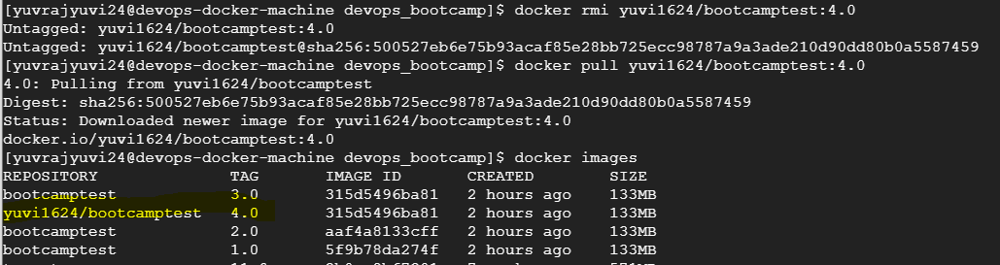 [yuvrajyuvi24@devops-docker-machine devops_bootcamp]$ docker rmi yuvi1624/bootcamptest:4.0
Untagged: yuvi1624/bootcamptest:4.0
Untagged: yuvi1624/bootcamptest@sha256:500527eb6e75b93acaf85e28bb725ecc98787a9a3ade210d90dd80b0a5587459
[yuvrajyuvi24@devops-docker-machine devops_bootcamp]$ docker pull yuvi1624/bootcamptest:4.0
4.0: Pulling from yuvi1624/bootcamptest
Digest: sha256:500527eb6e75b93acaf85e28bb725ecc98787a9a3ade210d90dd80b0a5587459
Status: Downloaded newer image for yuvi1624/bootcamptest:4.0
docker.io/yuvi1624/bootcamptest:4.0
[yuvrajyuvi24@devops-docker-machine devops_bootcamp]$ docker images
REPOSITORY TAG IMAGE ID CREATED SIZE
bootcamptest 3.0 315d5496ba81 2 hours ago 133MB
yuvi1624/bootcamptest 4.0 315d5496ba81 2 hours ago 133MB
bootcamptest 2.0 aaf4a8133cff 2 hours ago 133MB
bootcamptest 1.0 5f9b78da274f 2 hours ago 133MB